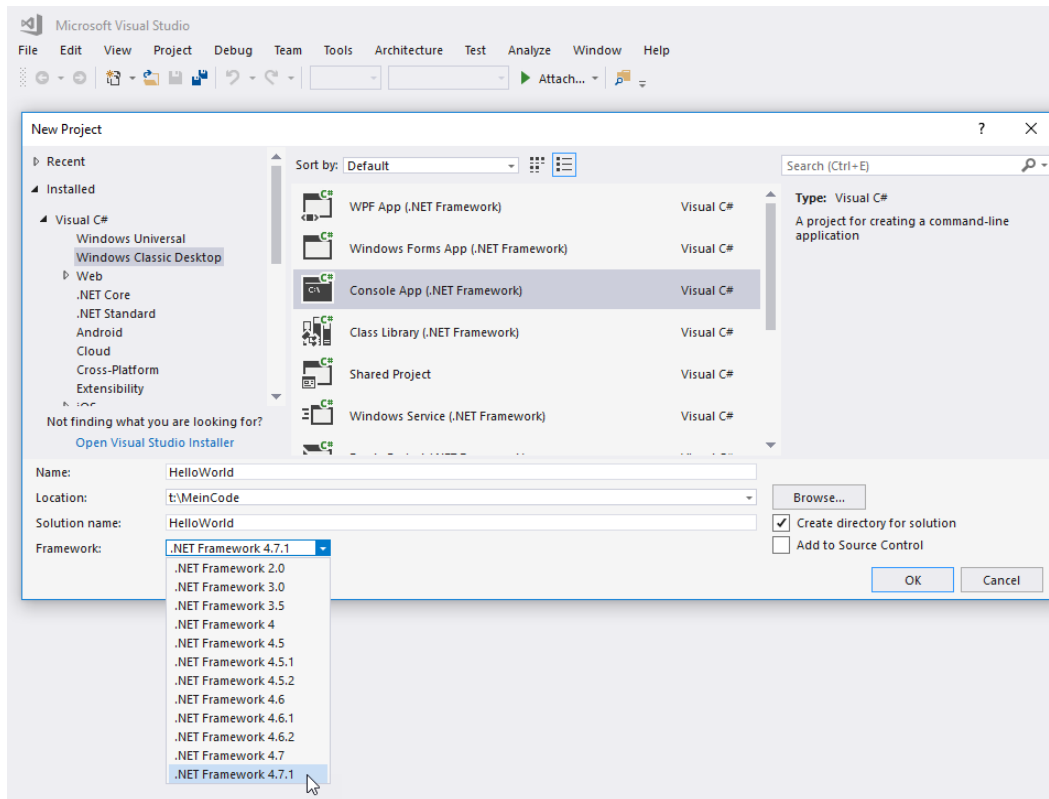 Microsoft Visual Studio
File Edit View Project Debug Team Tools Architecture Test Analyze Window Help
Attach...
New Project
?
Recent
Installed
Visual C#
Windows Universal
Windows Classic Desktop
Web
.NET Core
.NET Standard
Android
Cloud
Cross-Platform
Extensibility
Not finding what you are looking for?
Open Visual Studio Installer
Sort by: Default
C#
WPF App (.NET Framework) Visual C#
C#
Windows Forms App (.NET Framework) Visual C#
C#
C:\
Console App (.NET Framework) Visual C#
C#
Class Library (.NET Framework) Visual C#
Shared Project Visual C#
C#
Windows Service (.NET Framework) Visual C#
C#
Search (Ctrl+E)
Type: Visual C#
A project for creating a command-line
application
Name: HelloWorld
Location: t:\MeinCode
Browse...
Solution name: HelloWorld
Create directory for solution
Framework: .NET Framework 4.7.1
Add to Source Control
OK Cancel
.NET Framework 2.0
.NET Framework 3.0
.NET Framework 3.5
.NET Framework 4
.NET Framework 4.5
.NET Framework 4.5.1
.NET Framework 4.5.2
.NET Framework 4.6
.NET Framework 4.6.1
.NET Framework 4.6.2
.NET Framework 4.7
.NET Framework 4.7.1